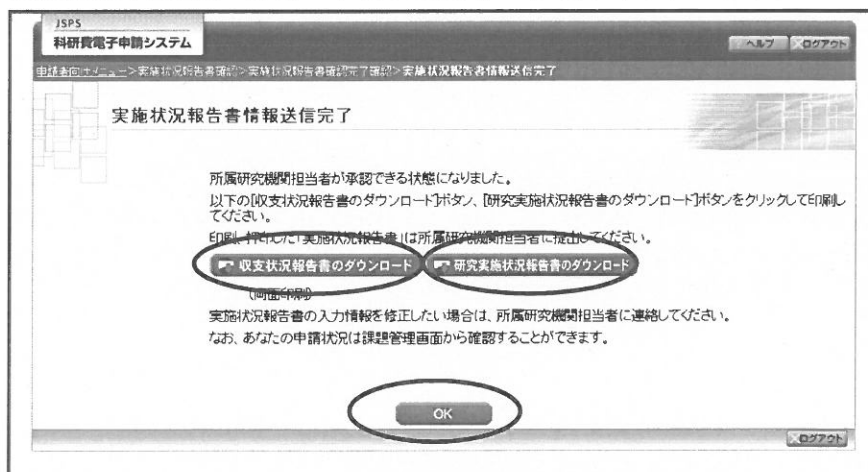 JSPS
科研費電子申請システム
ヘルプ
ログアウト
申請者向けメニュー>実施状況報告書確認>実施状況報告書確認完了確認>実施状況報告書情報送信完了
実施状況報告書情報送信完了
所属研究機関担当者が承認できる状態になりました。
以下の[収支状況報告書のダウンロード]ボタン、[研究実施状況報告書のダウンロード]ボタンをクリックして印刷し
てください。
印刷、押印した「実施状況報告書」は所属研究機関担当者に提出してください。
収支状況報告書のダウンロード
研究実施状況報告書のダウンロード
(両面印刷)
実施状況報告書の入力情報を修正したい場合は、所属研究機関担当者に連絡してください。
なお、あなたの申請状況は課題管理画面から確認することができます。
OK
ログアウト